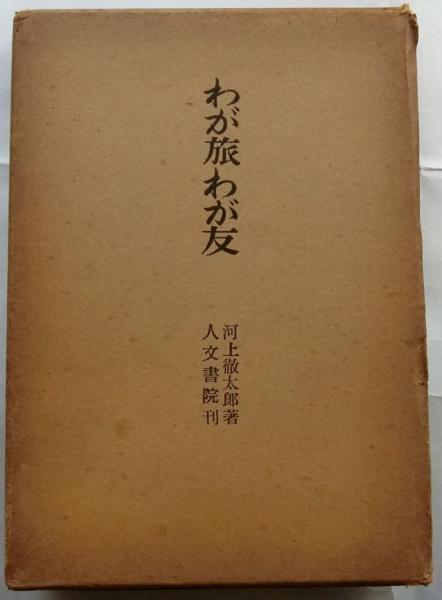 わが旅わが友
河上徹太郎著
人文書院刊